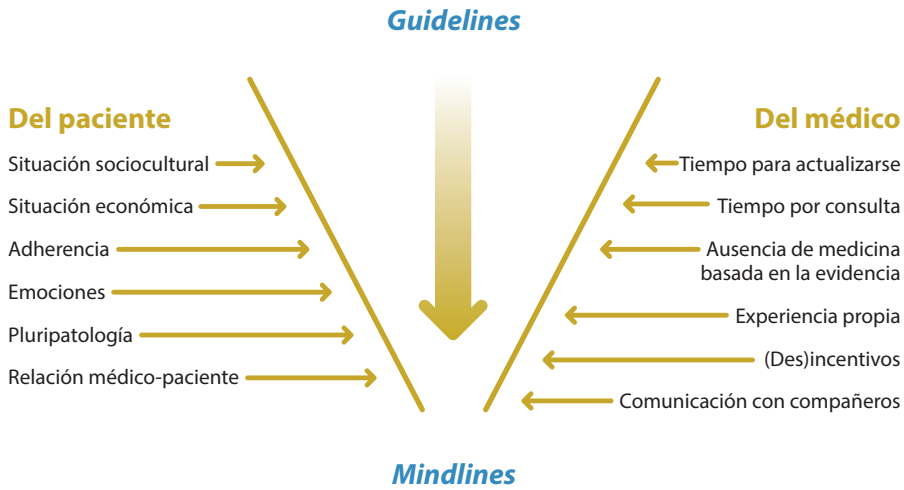 Guidelines
Del paciente
Situación sociocultural
Situación económica
Adherencia
Emociones
Pluripatología
Relación médico-paciente
Del médico
Tiempo para actualizarse
Tiempo por consulta
Ausencia de medicina
basada en la evidencia
Experiencia propia
(Des)incentivos
Comunicación con compañeros
Mindlines